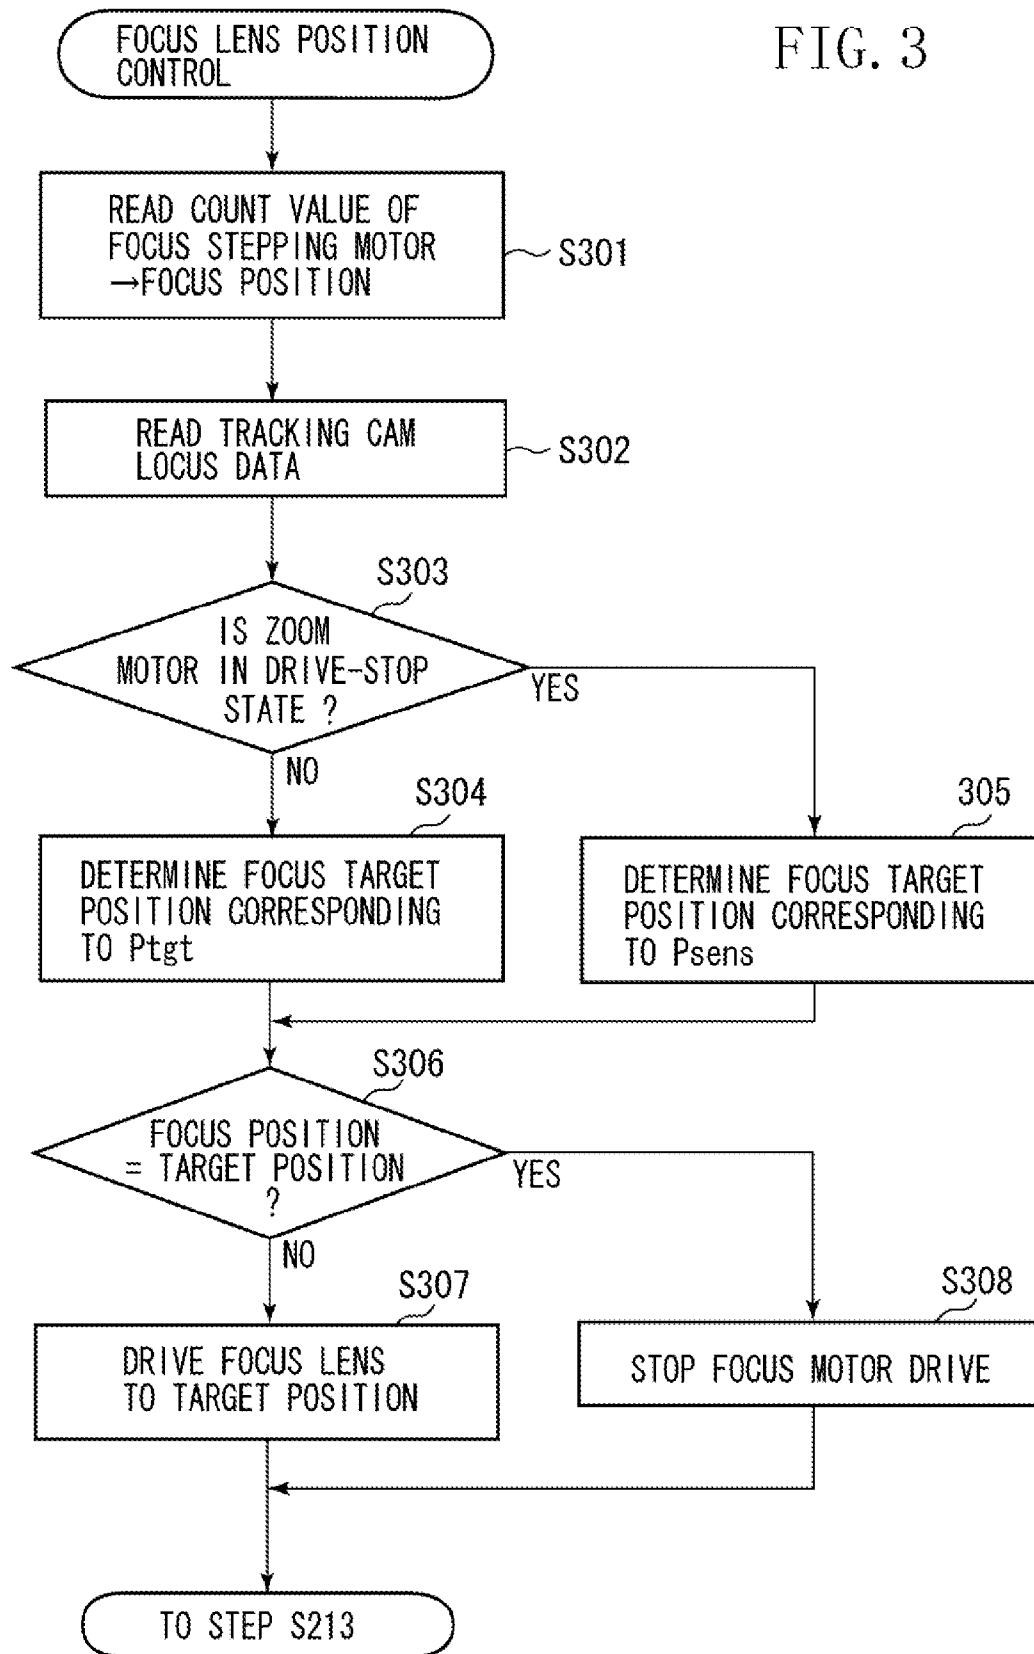 FIG. 3
FOCUS LENS POSITION
CONTROL
READ COUNT VALUE OF
FOCUS STEPPING MOTOR
→FOCUS POSITION
S301
READ TRACKING CAM
LOCUS DATA
S302
S303
IS ZOOM
MOTOR IN DRIVE-STOP
STATE ?
YES
NO
S304
DETERMINE FOCUS TARGET
POSITION CORRESPONDING
TO Ptgt
305
DETERMINE FOCUS TARGET
POSITION CORRESPONDING
TO Psens
S306
FOCUS POSITION
= TARGET POSITION
?
YES
NO
S307
DRIVE FOCUS LENS
TO TARGET POSITION
S308
STOP FOCUS MOTOR DRIVE
TO STEP S213